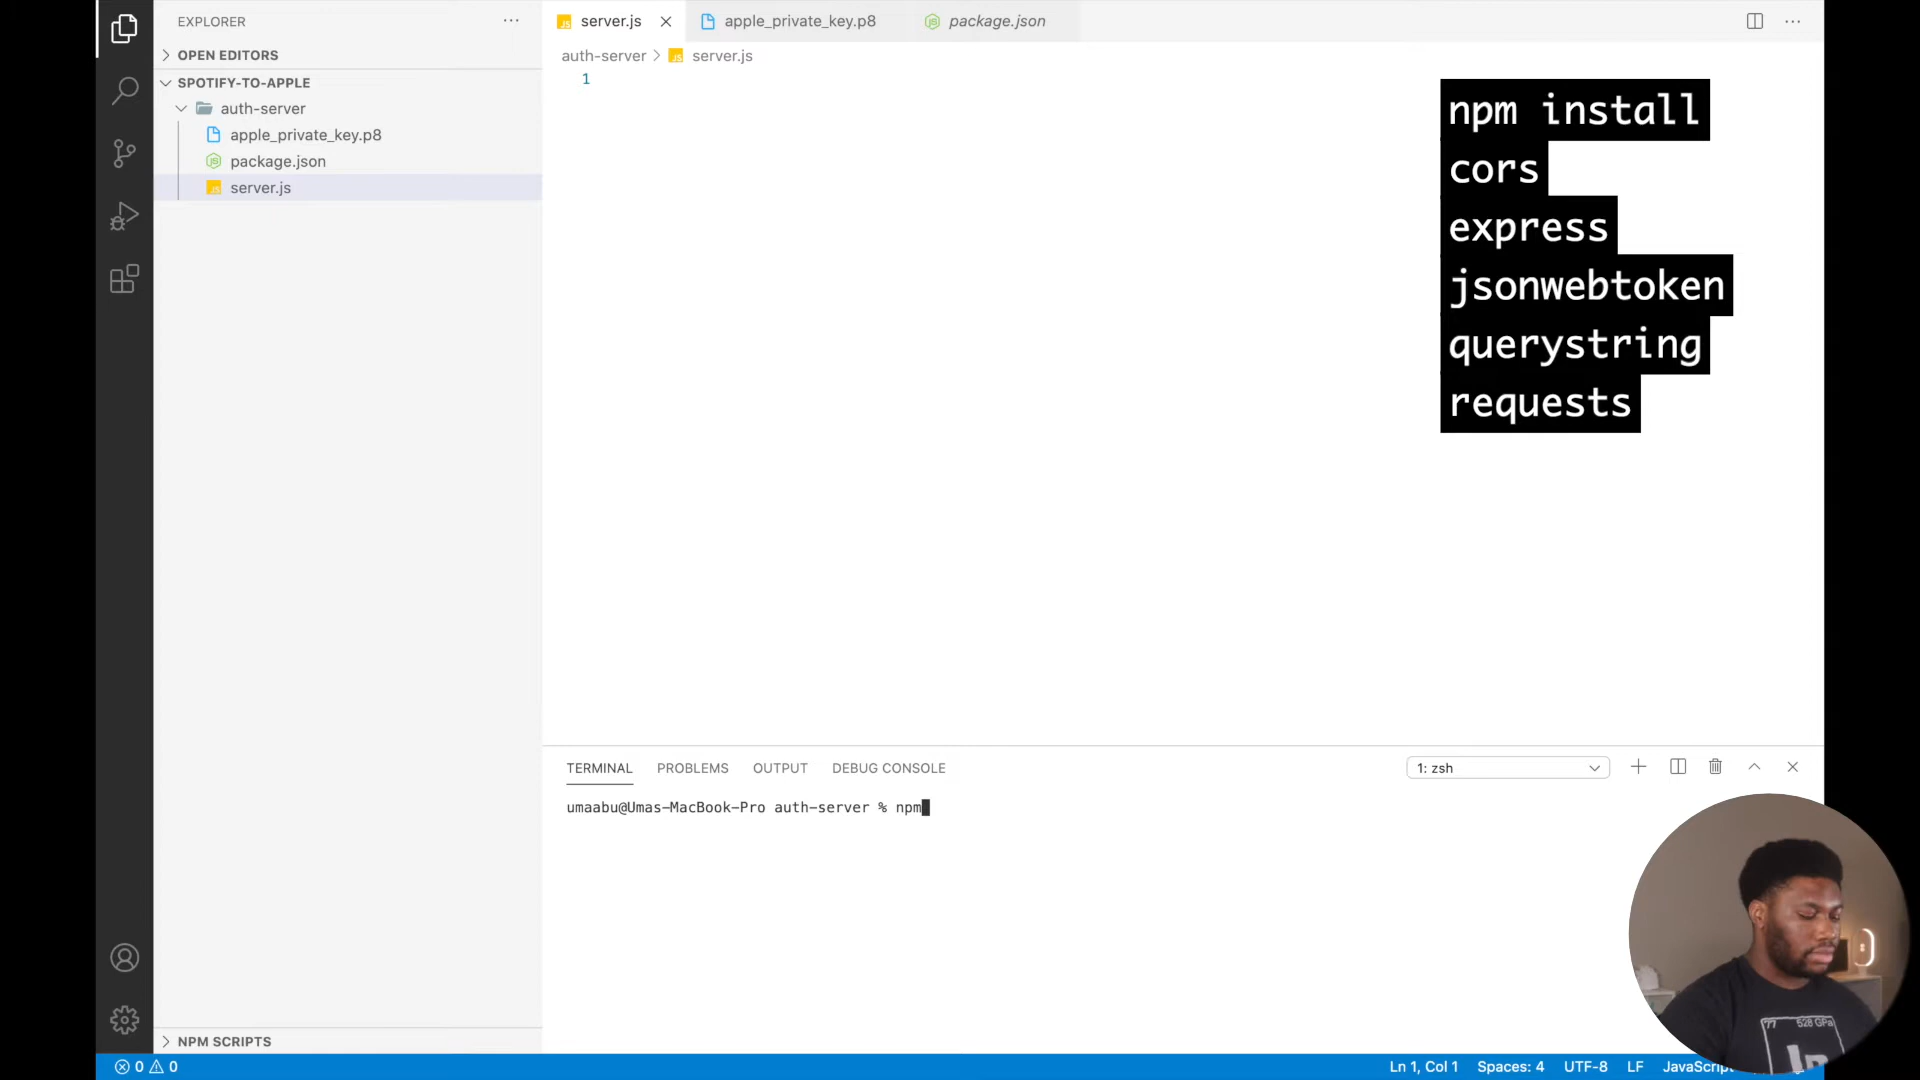 EXPLORER
OPEN EDITORS
SPOTIFY-TO-APPLE
auth-server
apple_private_key.p8
package.json
server.js
NPM SCRIPTS
server.js
apple_private_key.p8
package.json
auth-server > server.js
1
npm install
cors
express
jsonwebtoken
querystring
requests
TERMINAL PROBLEMS OUTPUT DEBUG CONSOLE
1: zsh
umaabu@Umas-MacBook-Pro auth-server % npm
77 528 GPa
0 0
Ln 1, Col 1 Spaces: 4 UTF-8 LF